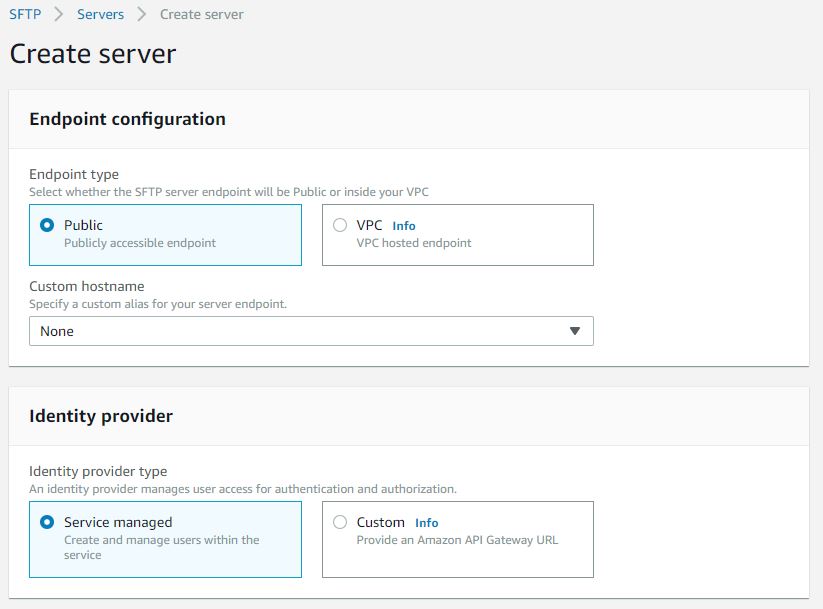 SFTP > Servers > Create server
Create server
Endpoint configuration
Endpoint type
Select whether the SFTP server endpoint will be Public or inside your VPC
Public
Publicly accessible endpoint
VPC Info
VPC hosted endpoint
Custom hostname
Specify a custom alias for your server endpoint.
None
Identity provider
Identity provider type
An identity provider manages user access for authentication and authorization.
Service managed
Create and manage users within the
service
Custom Info
Provide an Amazon API Gateway URL